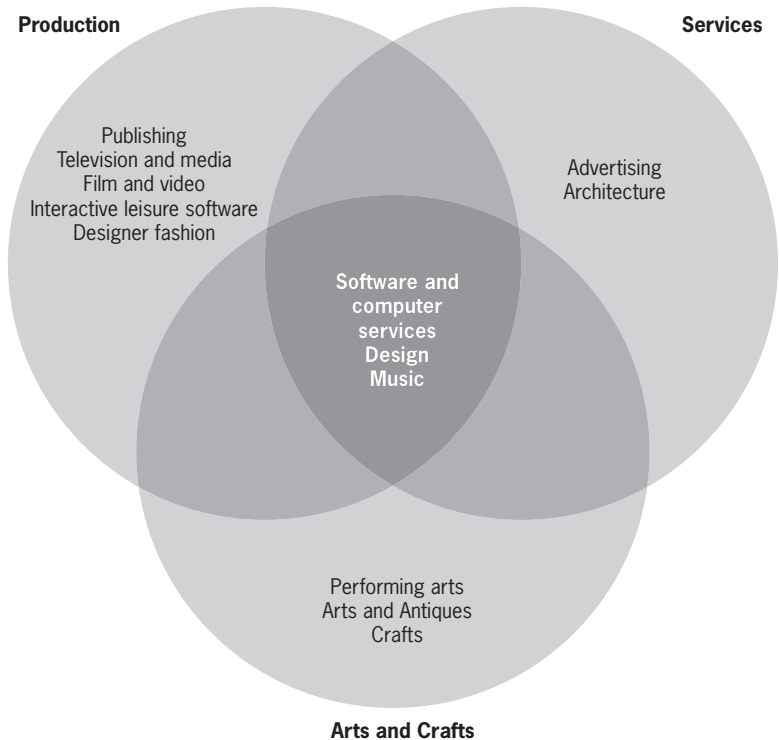 Production
Services
Publishing
Television and media
Film and video
Interactive leisure software
Designer fashion
Advertising
Architecture
Software and
computer
services
Design
Music
Performing arts
Arts and Antiques
Crafts
Arts and Crafts